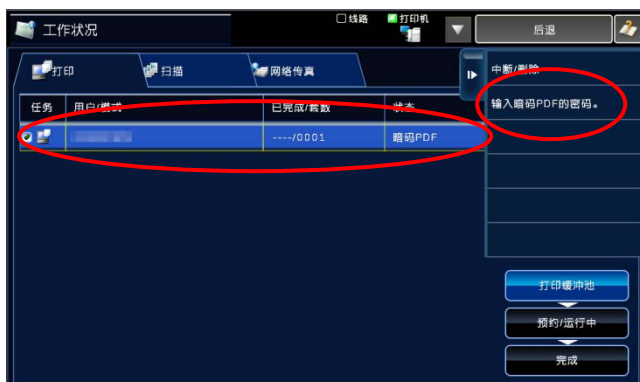 工作状况
线路
打印机
后退
打印
扫描
网络传真
中断/删除
任务 用户/模式 已完成/套数 状态
输入暗码PDF的密码。
----/0001 暗码PDF
打印缓冲池
预约/运行中
完成